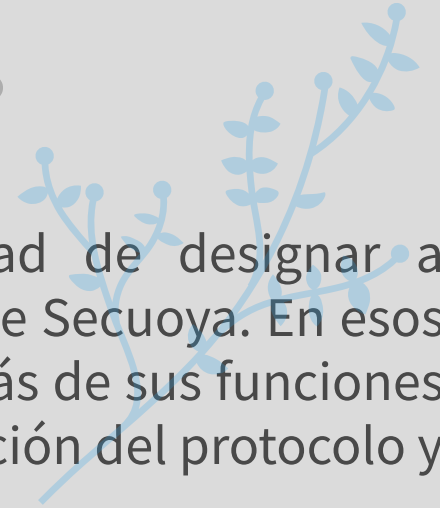 ad de designar a
e Secuoya. En esos
ás de sus funciones
ción del protocolo y